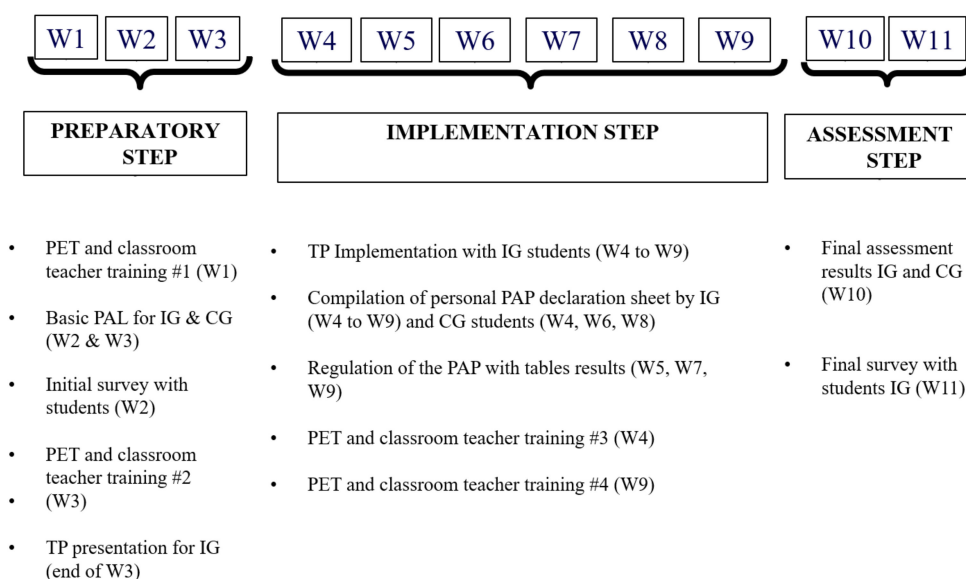 W1 W2 W3 W4 W5 W6 W7 W8 W9 W10 W11
PREPARATORY
STEP
IMPLEMENTATION STEP
ASSESSMENT
STEP
• PET and classroom
teacher training #1 (W1)
• Basic PAL for IG & CG
(W2 & W3)
• Initial survey with
students (W2)
• PET and classroom
teacher training #2
• (W3)
• TP presentation for IG
(end of W3)
• TP Implementation with IG students (W4 to W9)
• Compilation of personal PAP declaration sheet by IG
(W4 to W9) and CG students (W4, W6, W8)
• Regulation of the PAP with tables results (W5, W7,
W9)
• PET and classroom teacher training #3 (W4)
• PET and classroom teacher training #4 (W9)
• Final assessment
results IG and CG
(W10)
• Final survey with
students IG (W11)